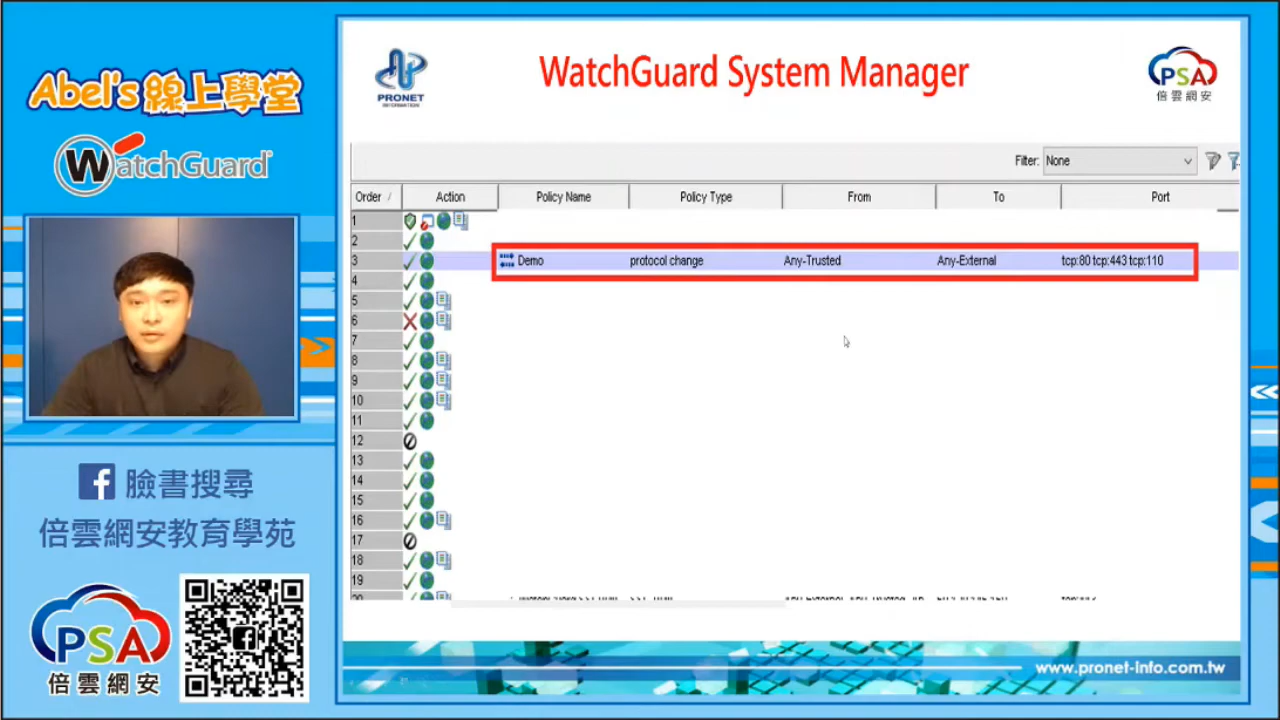 Abel's 線上學堂
WatchGuard
臉書搜尋
倍雲網安教育學苑
PSA
倍雲網安
PRONET
INFORMATION
WatchGuard System Manager
PSA
倍雲網安
Filter: None
Order Action Policy Name Policy Type From To Port
1
2
3 Demo protocol change Any-Trusted Any-External tcp:80 tcp:443 tcp:110
4
5
6
7
8
9
10
11
12
13
14
15
16
17
18
19
www.pronet-info.com.tw